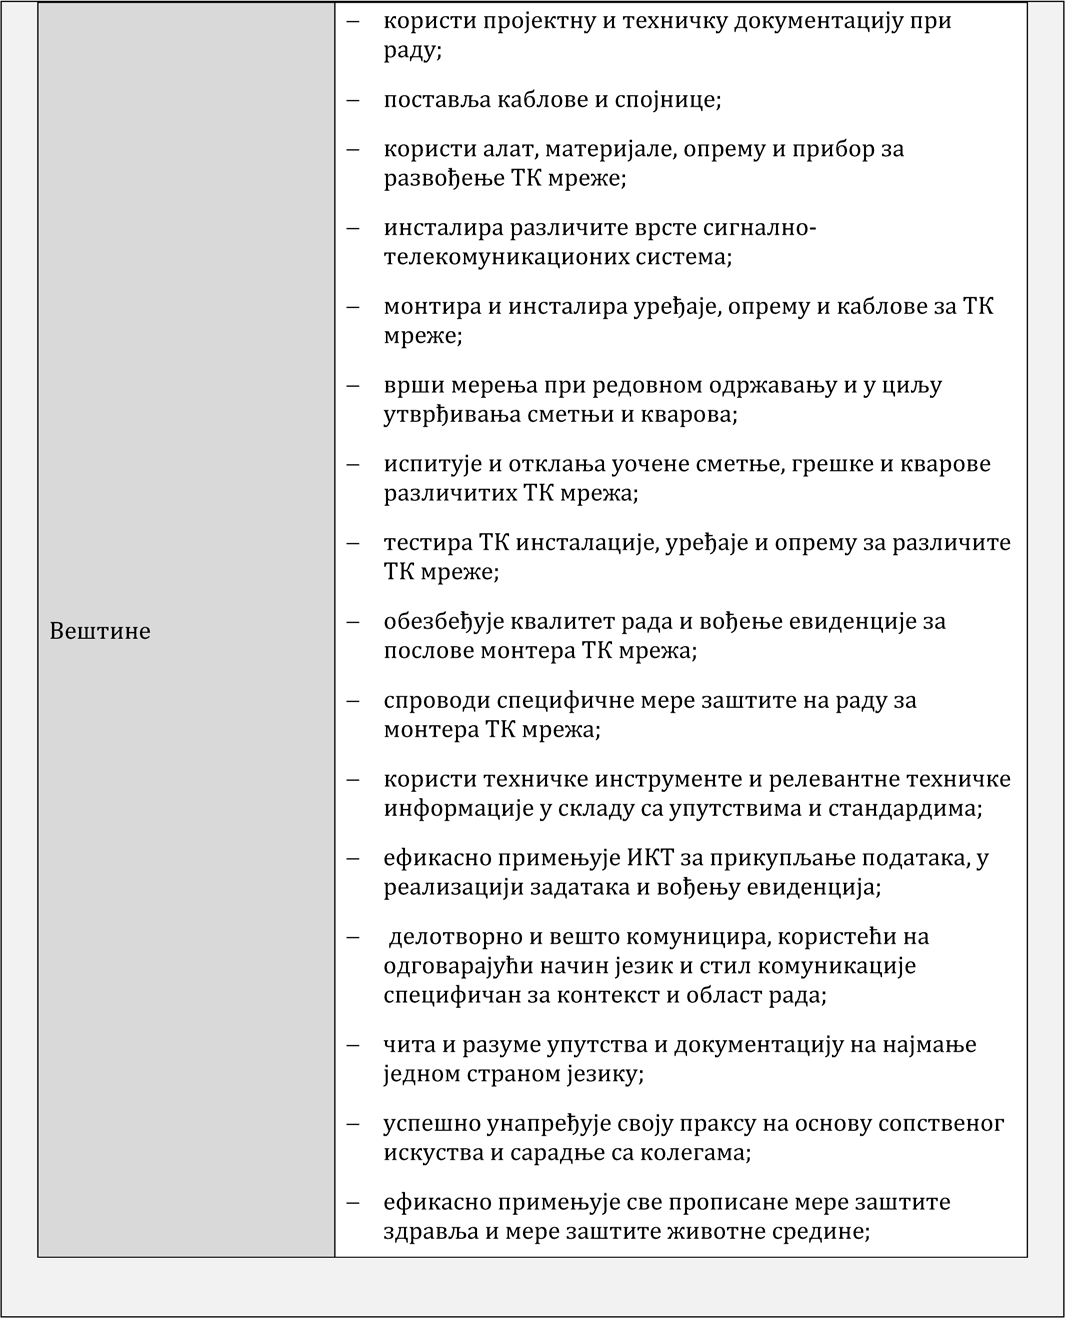 Вештине
– користи пројектну и техничку документацију при
раду;
– поставља каблове и спојнице;
– користи алат, материјале, опрему и прибор за
развођење ТК мреже;
– инсталира различите врсте сигнално-
телекомуникационих система;
– монтира и инсталира уређаје, опрему и каблове за ТК
мреже;
– врши мерења при редовном одржавању и у циљу
утврђивања сметњи и кварова;
– испитује и отклања уочене сметње, грешке и кварове
различитих ТК мрежа;
– тестира ТК инсталације, уређаје и опрему за различите
ТК мреже;
– обезбеђује квалитет рада и вођење евиденције за
послове монтера ТК мрежа;
– спроводи специфичне мере заштите на раду за
монтера ТК мрежа;
– користи техничке инструменте и релевантне техничке
информације у складу са упутствима и стандардима;
– ефикасно примењује ИКТ за прикупљање података, у
реализацији задатака и вођењу евиденција;
– делотворно и вешто комуницира, користећи на
одговарајући начин језик и стил комуникације
специфичан за контекст и област рада;
– чита и разуме упутства и документацију на најмање
једном страном језику;
– успешно унапређује своју праксу на основу сопственог
искуства и сарадње са колегама;
– ефикасно примењује све прописане мере заштите
здравља и мере заштите животне средине;